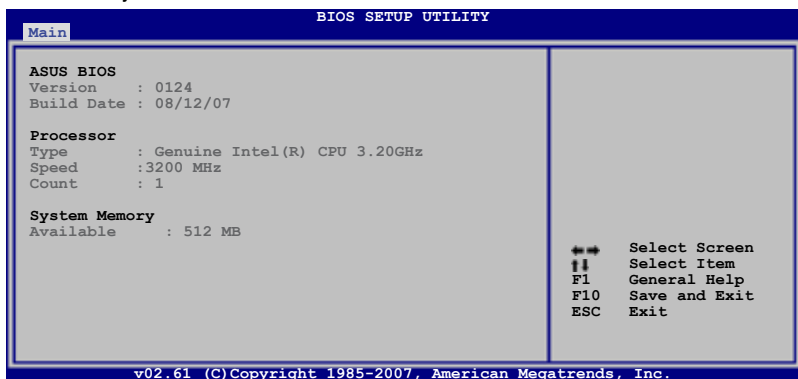 BIOS SETUP UTILITY
Main
ASUS BIOS
Version : 0124
Build Date : 08/12/07
Processor
Type : Genuine Intel(R) CPU 3.20GHz
Speed :3200 MHz
Count : 1
System Memory
Available : 512 MB
←→ Select Screen
↑↓ Select Item
F1 General Help
F10 Save and Exit
ESC Exit
v02.61 (C)Copyright 1985-2007, American Megatrends, Inc.